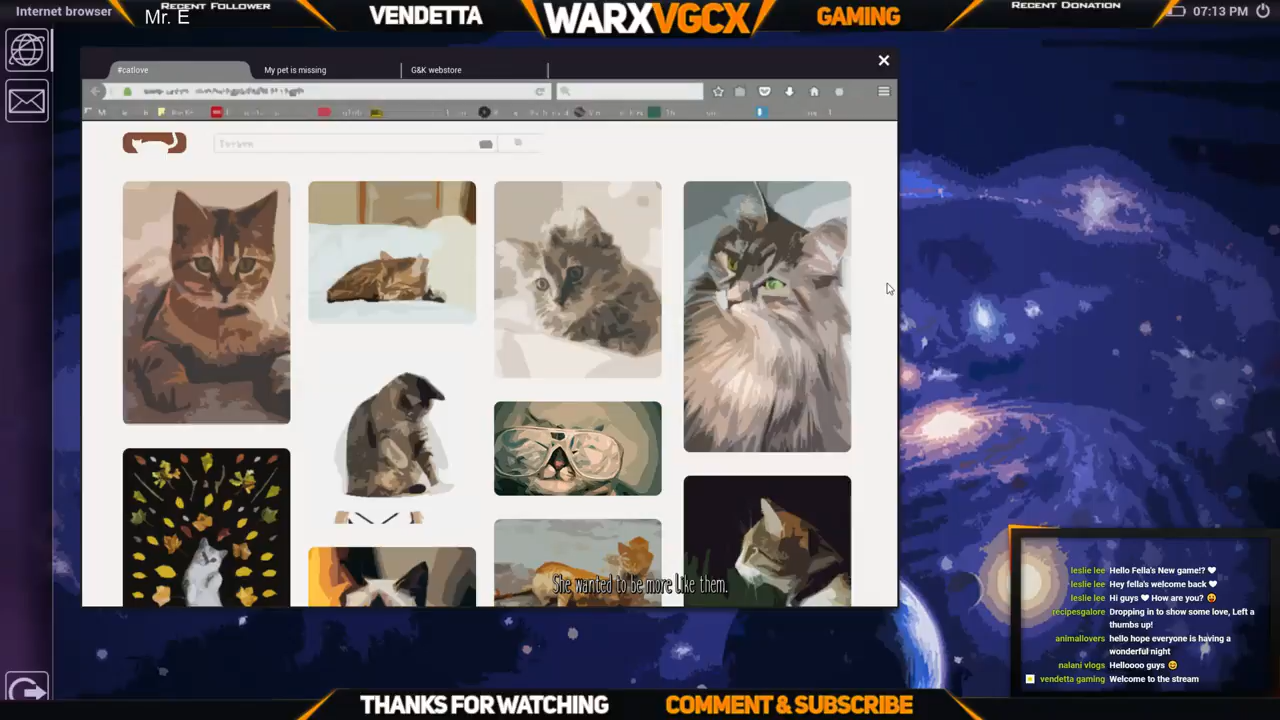 Internet browser
RECENT FOLLOWER
Mr. E
VENDETTA
WARXVGCX
GAMING
RECENT DONATION
07:13 PM
#catlove
My pet is missing
G&K webstore
She wanted to be more like them.
leslie lee Hello Fella's New game!?
leslie lee Hey fella's welcome back
leslie lee Hi guys How are you?
recipesgalore Dropping in to show some love, Left a
thumbs up!
animallovers hello hope everyone is having a
wonderful night
nalani vlogs Helloooo guys
vendetta gaming Welcome to the stream
THANKS FOR WATCHING
COMMENT & SUBSCRIBE